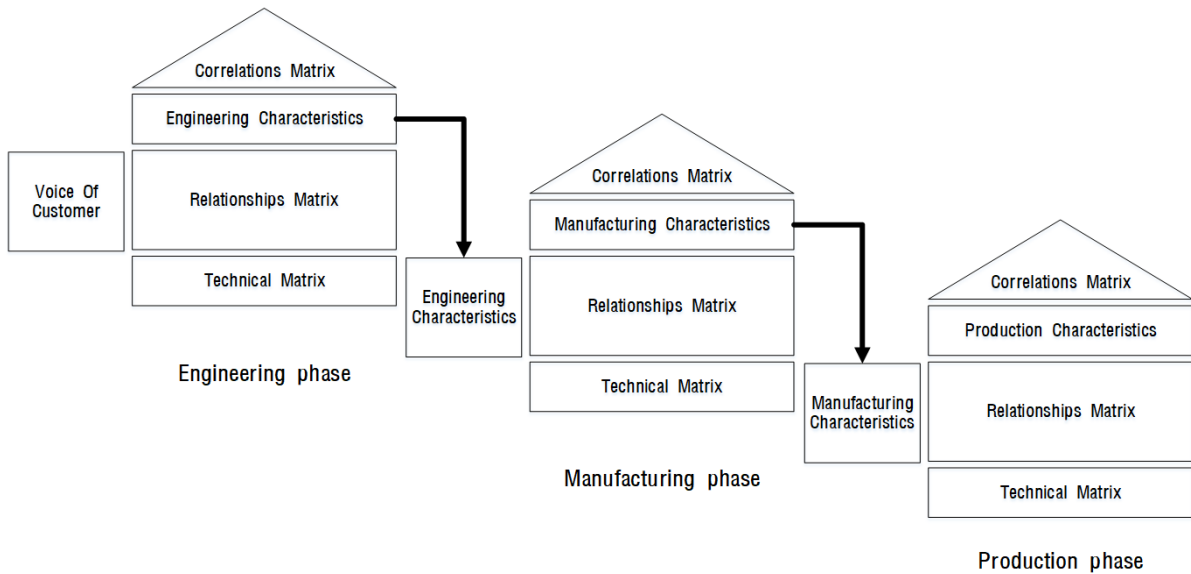 Correlations Matrix
Engineering Characteristics
Voice Of
Customer
Relationships Matrix
Technical Matrix
Engineering phase
Correlations Matrix
Manufacturing Characteristics
Engineering
Characteristics
Relationships Matrix
Technical Matrix
Manufacturing phase
Correlations Matrix
Production Characteristics
Manufacturing
Characteristics
Relationships Matrix
Technical Matrix
Production phase